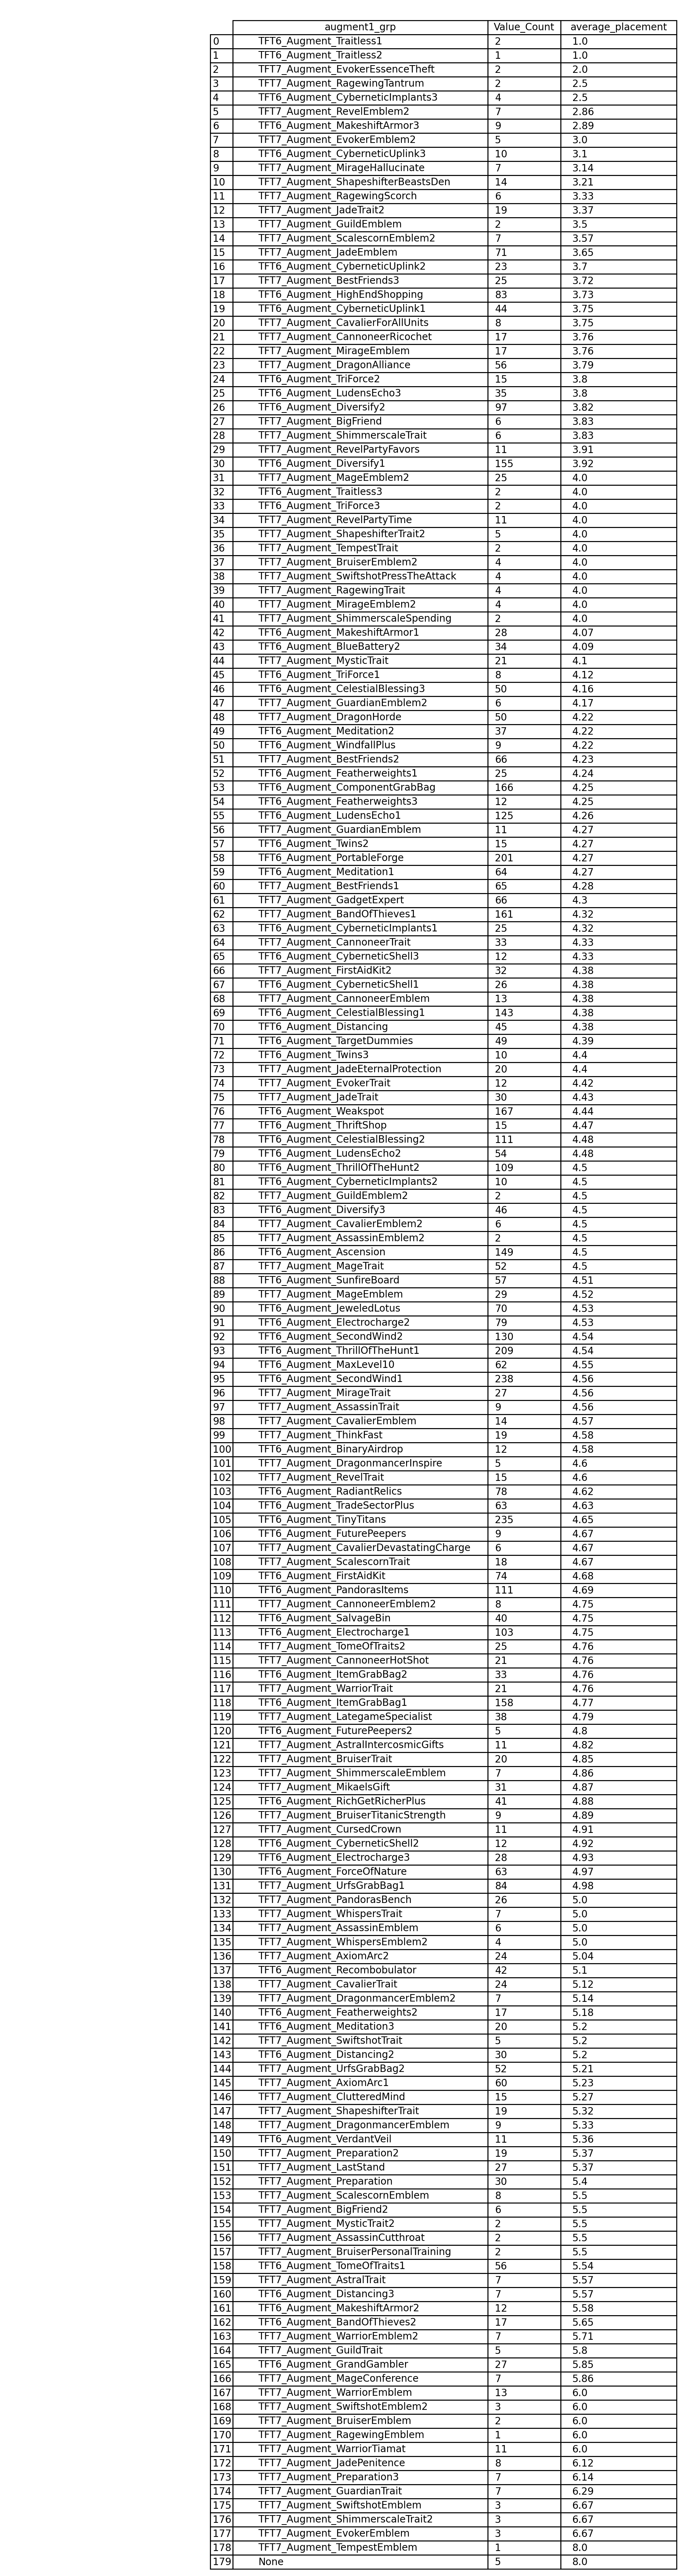 augment1_grp Value_Count average_placement
0 TFT6_Augment_Traitless1 2 1.0
1 TFT6_Augment_Traitless2 1 1.0
2 TFT7_Augment_EvokerEssenceTheft 2 2.0
3 TFT7_Augment_RagewingTantrum 2 2.5
4 TFT6_Augment_CyberneticImplants3 4 2.5
5 TFT7_Augment_RevelEmblem2 7 2.86
6 TFT6_Augment_MakeshiftArmor3 9 2.89
7 TFT7_Augment_EvokerEmblem2 5 3.0
8 TFT6_Augment_CyberneticUplink3 10 3.1
9 TFT7_Augment_MirageHallucinate 7 3.14
10 TFT7_Augment_ShapeshifterBeastsDen 14 3.21
11 TFT7_Augment_RagewingScorch 6 3.33
12 TFT7_Augment_JadeTrait2 19 3.37
13 TFT7_Augment_GuildEmblem 2 3.5
14 TFT7_Augment_ScalescornEmblem2 7 3.57
15 TFT7_Augment_JadeEmblem 71 3.65
16 TFT6_Augment_CyberneticUplink2 23 3.7
17 TFT7_Augment_BestFriends3 25 3.72
18 TFT6_Augment_HighEndShopping 83 3.73
19 TFT6_Augment_CyberneticUplink1 44 3.75
20 TFT7_Augment_CavalierForAllUnits 8 3.75
21 TFT7_Augment_CannoneerRicochet 17 3.76
22 TFT7_Augment_MirageEmblem 17 3.76
23 TFT7_Augment_DragonAlliance 56 3.79
24 TFT6_Augment_TriForce2 15 3.8
25 TFT6_Augment_LudensEcho3 35 3.8
26 TFT6_Augment_Diversify2 97 3.82
27 TFT7_Augment_BigFriend 6 3.83
28 TFT7_Augment_ShimmerscaleTrait 6 3.83
29 TFT7_Augment_RevelPartyFavors 11 3.91
30 TFT6_Augment_Diversify1 155 3.92
31 TFT7_Augment_MageEmblem2 25 4.0
32 TFT6_Augment_Traitless3 2 4.0
33 TFT6_Augment_TriForce3 2 4.0
34 TFT7_Augment_RevelPartyTime 11 4.0
35 TFT7_Augment_ShapeshifterTrait2 5 4.0
36 TFT7_Augment_TempestTrait 2 4.0
37 TFT7_Augment_BruiserEmblem2 4 4.0
38 TFT7_Augment_SwiftshotPressTheAttack 4 4.0
39 TFT7_Augment_RagewingTrait 4 4.0
40 TFT7_Augment_MirageEmblem2 4 4.0
41 TFT7_Augment_ShimmerscaleSpending 2 4.0
42 TFT6_Augment_MakeshiftArmor1 28 4.07
43 TFT6_Augment_BlueBattery2 34 4.09
44 TFT7_Augment_MysticTrait 21 4.1
45 TFT6_Augment_TriForce1 8 4.12
46 TFT6_Augment_CelestialBlessing3 50 4.16
47 TFT7_Augment_GuardianEmblem2 6 4.17
48 TFT7_Augment_DragonHorde 50 4.22
49 TFT6_Augment_Meditation2 37 4.22
50 TFT6_Augment_WindfallPlus 9 4.22
51 TFT7_Augment_BestFriends2 66 4.23
52 TFT6_Augment_Featherweights1 25 4.24
53 TFT6_Augment_ComponentGrabBag 166 4.25
54 TFT6_Augment_Featherweights3 12 4.25
55 TFT6_Augment_LudensEcho1 125 4.26
56 TFT7_Augment_GuardianEmblem 11 4.27
57 TFT6_Augment_Twins2 15 4.27
58 TFT6_Augment_PortableForge 201 4.27
59 TFT6_Augment_Meditation1 64 4.27
60 TFT7_Augment_BestFriends1 65 4.28
61 TFT7_Augment_GadgetExpert 66 4.3
62 TFT7_Augment_BandOfThieves1 161 4.32
63 TFT6_Augment_CyberneticImplants1 25 4.32
64 TFT7_Augment_CannoneerTrait 33 4.33
65 TFT6_Augment_CyberneticShell3 12 4.33
66 TFT7_Augment_FirstAidKit2 32 4.38
67 TFT6_Augment_CyberneticShell1 26 4.38
68 TFT7_Augment_CannoneerEmblem 13 4.38
69 TFT6_Augment_CelestialBlessing1 143 4.38
70 TFT6_Augment_Distancing 45 4.38
71 TFT6_Augment_TargetDummies 49 4.39
72 TFT6_Augment_Twins3 10 4.4
73 TFT7_Augment_JadeEternalProtection 20 4.4
74 TFT7_Augment_EvokerTrait 12 4.42
75 TFT7_Augment_JadeTrait 30 4.43
76 TFT6_Augment_Weakspot 167 4.44
77 TFT6_Augment_ThriftShop 15 4.47
78 TFT6_Augment_CelestialBlessing2 111 4.48
79 TFT6_Augment_LudensEcho2 54 4.48
80 TFT6_Augment_ThrillOfTheHunt2 109 4.5
81 TFT6_Augment_CyberneticImplants2 10 4.5
82 TFT7_Augment_GuildEmblem2 2 4.5
83 TFT6_Augment_Diversify3 46 4.5
84 TFT7_Augment_CavalierEmblem2 6 4.5
85 TFT7_Augment_AssassinEmblem2 2 4.5
86 TFT6_Augment_Ascension 149 4.5
87 TFT7_Augment_MageTrait 52 4.5
88 TFT6_Augment_SunfireBoard 57 4.51
89 TFT7_Augment_MageEmblem 29 4.52
90 TFT6_Augment_JeweledLotus 70 4.53
91 TFT6_Augment_Electrocharge2 79 4.53
92 TFT6_Augment_SecondWind2 130 4.54
93 TFT6_Augment_ThrillOfTheHunt1 209 4.54
94 TFT6_Augment_MaxLevel10 62 4.55
95 TFT6_Augment_SecondWind1 238 4.56
96 TFT7_Augment_MirageTrait 27 4.56
97 TFT7_Augment_AssassinTrait 9 4.56
98 TFT7_Augment_CavalierEmblem 14 4.57
99 TFT7_Augment_ThinkFast 19 4.58
100 TFT6_Augment_BinaryAirdrop 12 4.58
101 TFT7_Augment_DragonmancerInspire 5 4.6
102 TFT7_Augment_RevelTrait 15 4.6
103 TFT6_Augment_RadiantRelics 78 4.62
104 TFT6_Augment_TradeSectorPlus 63 4.63
105 TFT6_Augment_TinyTitans 235 4.65
106 TFT6_Augment_FuturePeepers 9 4.67
107 TFT7_Augment_CavalierDevastatingCharge 6 4.67
108 TFT7_Augment_ScalescornTrait 18 4.67
109 TFT6_Augment_FirstAidKit 74 4.68
110 TFT6_Augment_PandorasItems 111 4.69
111 TFT7_Augment_CannoneerEmblem2 8 4.75
112 TFT6_Augment_SalvageBin 40 4.75
113 TFT6_Augment_Electrocharge1 103 4.75
114 TFT7_Augment_TomeOfTraits2 25 4.76
115 TFT7_Augment_CannoneerHotShot 21 4.76
116 TFT6_Augment_ItemGrabBag2 33 4.76
117 TFT7_Augment_WarriorTrait 21 4.76
118 TFT6_Augment_ItemGrabBag1 158 4.77
119 TFT7_Augment_LategameSpecialist 38 4.79
120 TFT6_Augment_FuturePeepers2 5 4.8
121 TFT7_Augment_AstralIntercosmicGifts 11 4.82
122 TFT7_Augment_BruiserTrait 20 4.85
123 TFT7_Augment_ShimmerscaleEmblem 7 4.86
124 TFT7_Augment_MikaelsGift 31 4.87
125 TFT6_Augment_RichGetRicherPlus 41 4.88
126 TFT7_Augment_BruiserTitanicStrength 9 4.89
127 TFT7_Augment_CursedCrown 11 4.91
128 TFT6_Augment_CyberneticShell2 12 4.92
129 TFT6_Augment_Electrocharge3 28 4.93
130 TFT6_Augment_ForceOfNature 63 4.97
131 TFT7_Augment_UrfsGrabBag1 84 4.98
132 TFT7_Augment_PandorasBench 26 5.0
133 TFT7_Augment_WhispersTrait 7 5.0
134 TFT7_Augment_AssassinEmblem 6 5.0
135 TFT7_Augment_WhispersEmblem2 4 5.0
136 TFT7_Augment_AxiomArc2 24 5.04
137 TFT6_Augment_Recombobulator 42 5.1
138 TFT7_Augment_CavalierTrait 24 5.12
139 TFT7_Augment_DragonmancerEmblem2 7 5.14
140 TFT6_Augment_Featherweights2 17 5.18
141 TFT6_Augment_Meditation3 20 5.2
142 TFT7_Augment_SwiftshotTrait 5 5.2
143 TFT6_Augment_Distancing2 30 5.2
144 TFT7_Augment_UrfsGrabBag2 52 5.21
145 TFT7_Augment_AxiomArc1 60 5.23
146 TFT7_Augment_ClutteredMind 15 5.27
147 TFT7_Augment_ShapeshifterTrait 19 5.32
148 TFT7_Augment_DragonmancerEmblem 9 5.33
149 TFT6_Augment_VerdantVeil 11 5.36
150 TFT7_Augment_Preparation2 19 5.37
151 TFT7_Augment_LastStand 27 5.37
152 TFT7_Augment_Preparation 30 5.4
153 TFT7_Augment_ScalescornEmblem 8 5.5
154 TFT7_Augment_BigFriend2 6 5.5
155 TFT7_Augment_MysticTrait2 2 5.5
156 TFT7_Augment_AssassinCutthroat 2 5.5
157 TFT7_Augment_BruiserPersonalTraining 2 5.5
158 TFT6_Augment_TomeOfTraits1 56 5.54
159 TFT7_Augment_AstralTrait 7 5.57
160 TFT6_Augment_Distancing3 7 5.57
161 TFT6_Augment_MakeshiftArmor2 12 5.58
162 TFT6_Augment_BandOfThieves2 17 5.65
163 TFT7_Augment_WarriorEmblem2 7 5.71
164 TFT7_Augment_GuildTrait 5 5.8
165 TFT6_Augment_GrandGambler 27 5.85
166 TFT7_Augment_MageConference 7 5.86
167 TFT7_Augment_WarriorEmblem 13 6.0
168 TFT7_Augment_SwiftshotEmblem2 3 6.0
169 TFT7_Augment_BruiserEmblem 2 6.0
170 TFT7_Augment_RagewingEmblem 1 6.0
171 TFT7_Augment_WarriorTiamat 11 6.0
172 TFT7_Augment_JadePenitence 8 6.12
173 TFT7_Augment_Preparation3 7 6.14
174 TFT7_Augment_GuardianTrait 7 6.29
175 TFT7_Augment_SwiftshotEmblem 3 6.67
176 TFT7_Augment_ShimmerscaleTrait2 3 6.67
177 TFT7_Augment_EvokerEmblem 3 6.67
178 TFT7_Augment_TempestEmblem 1 8.0
179 None 5 8.0